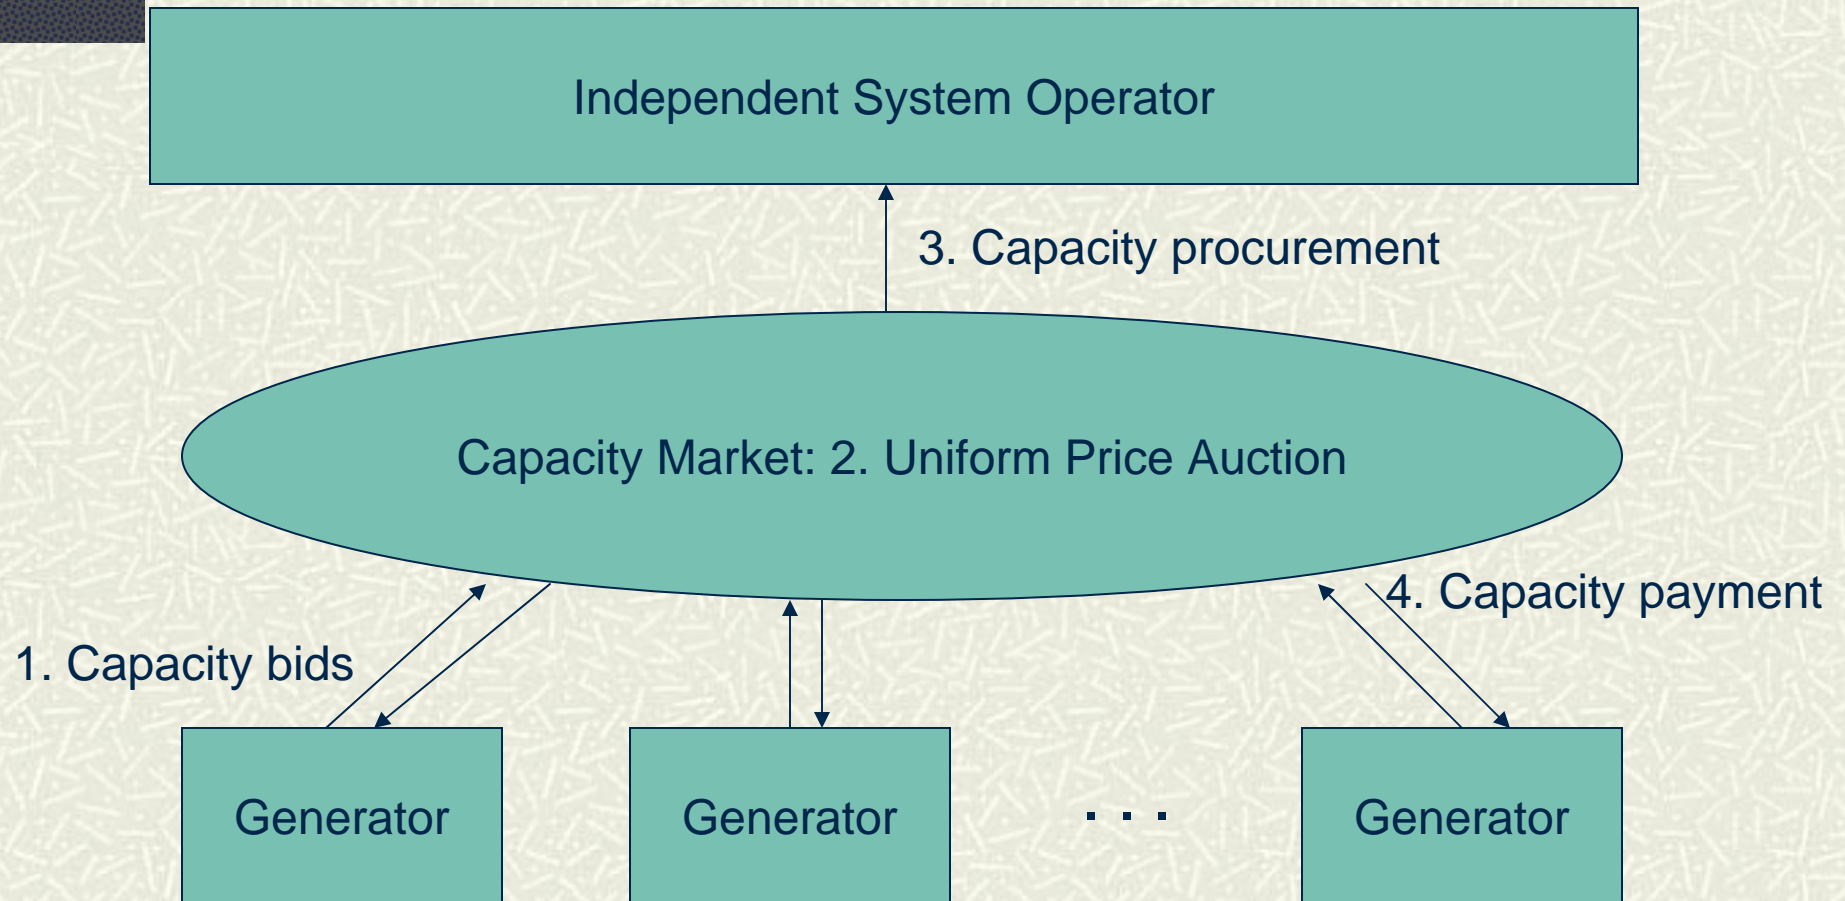 Independent System Operator
3. Capacity procurement
Capacity Market: 2. Uniform Price Auction
4. Capacity payment
1. Capacity bids
Generator
Generator
. . .
Generator